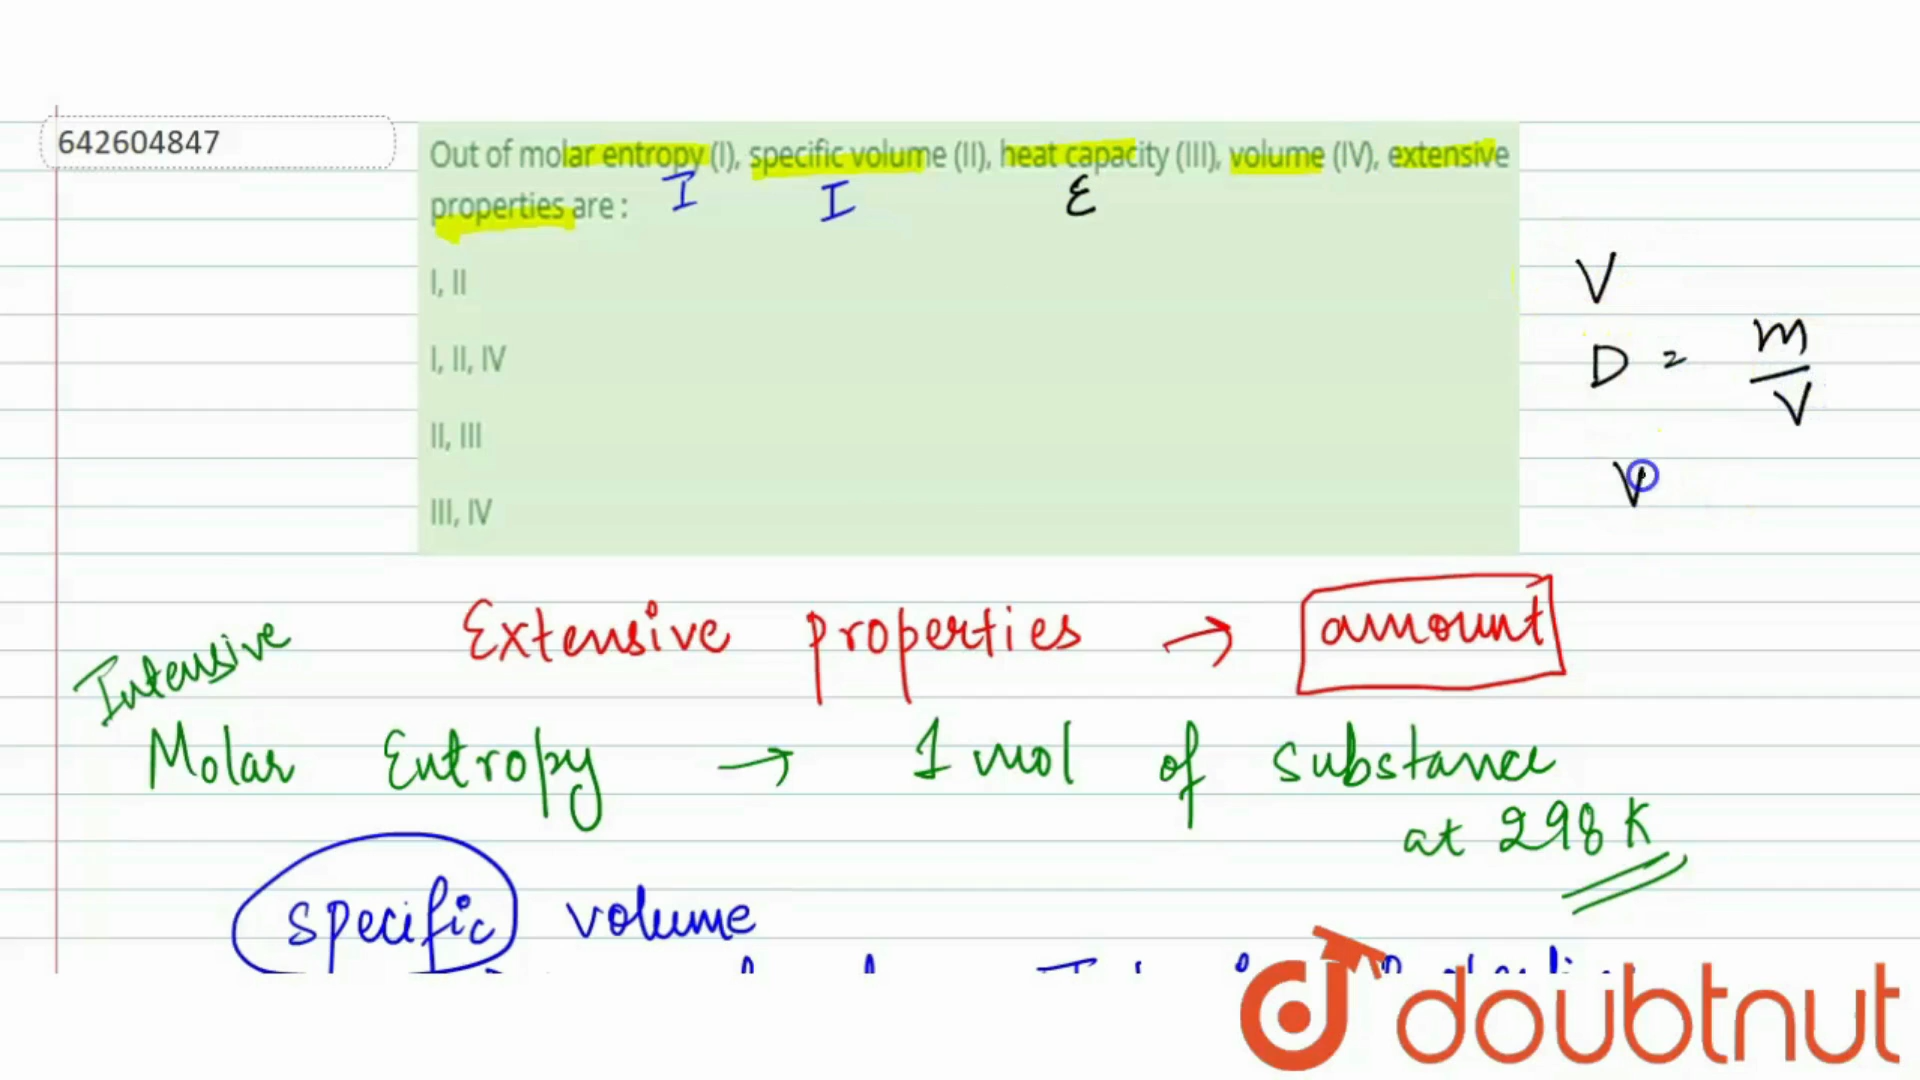 642604847
Out of molar entropy (I), specific volume (II), heat capacity (III), volume (IV), extensive
properties are :
I I E
I, II
I, II, IV
II, III
III, IV
V
D = m/V
V
Extensive properties → amount
Intensive
Molar Entropy → 1 mol of substance
at 298 K
specific volume
doubtnut